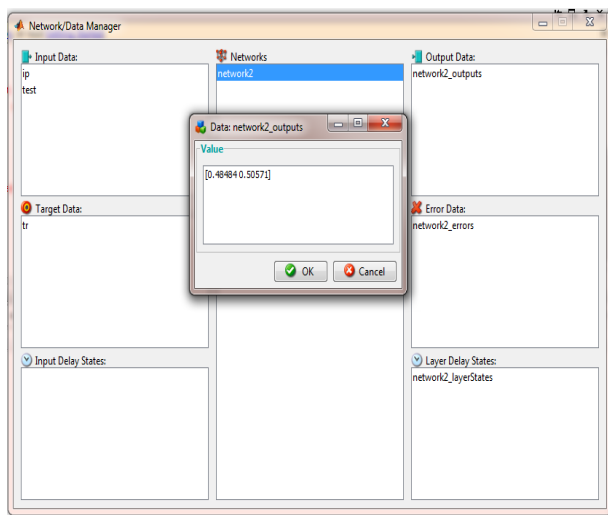 Network/Data Manager
Input Data:
ip
test
Networks
network2
Output Data:
network2_outputs
Data: network2_outputs
Value
[0.48484 0.50571]
OK
Cancel
Target Data:
tr
Error Data:
network2_errors
Input Delay States:
Layer Delay States:
network2_layerStates